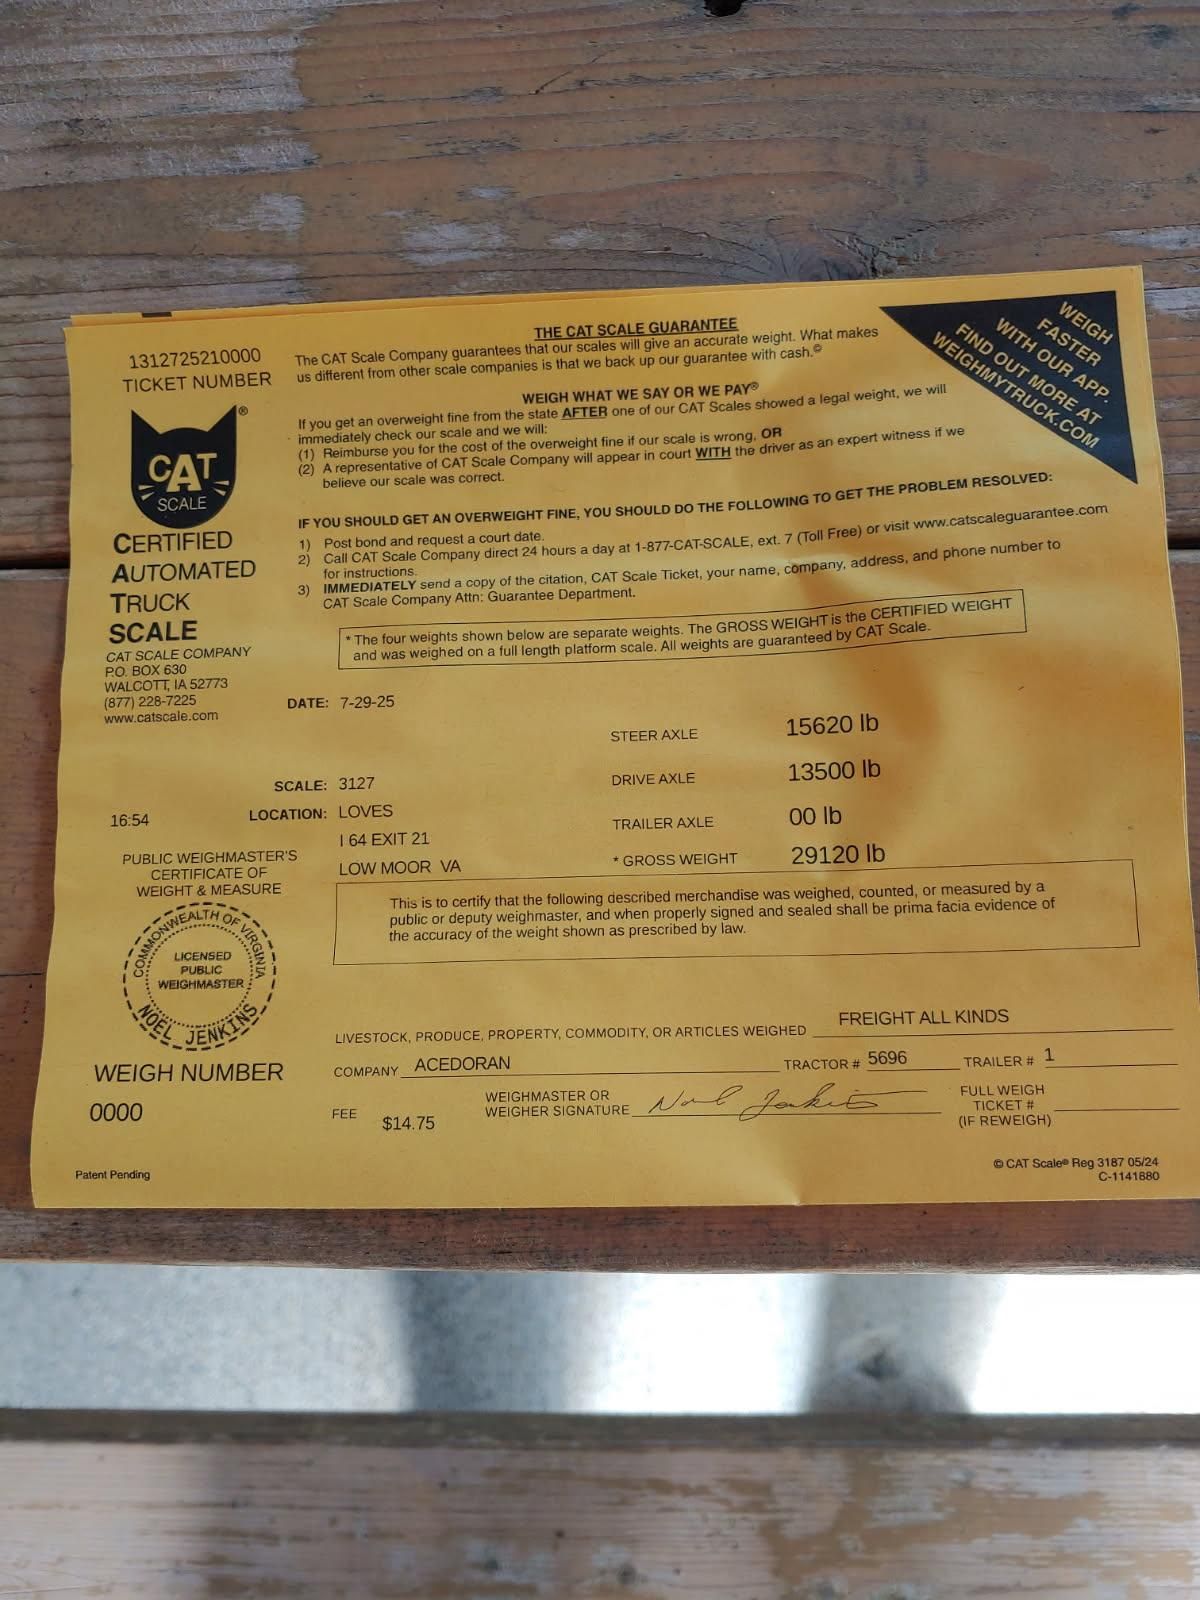 1312725210000
TICKET NUMBER
®
CAT
SCALE
CERTIFIED
AUTOMATED
TRUCK
SCALE
CAT SCALE COMPANY
P.O. BOX 630
WALCOTT, IA 52773
(877) 228-7225
www.catscale.com
THE CAT SCALE GUARANTEE
The CAT Scale Company guarantees that our scales will give an accurate weight. What makes
us different from other scale companies is that we back up our guarantee with cash.©
WEIGH WHAT WE SAY OR WE PAY®
If you get an overweight fine from the state AFTER one of our CAT Scales showed a legal weight, we will
immediately check our scale and we will:
(1) Reimburse you for the cost of the overweight fine if our scale is wrong, OR
(2) A representative of CAT Scale Company will appear in court WITH the driver as an expert witness if we
believe our scale was correct.
WEIGH
FASTER
WITH OUR APP.
FIND OUT MORE AT
WEIGHMYTRUCK.COM
IF YOU SHOULD GET AN OVERWEIGHT FINE, YOU SHOULD DO THE FOLLOWING TO GET THE PROBLEM RESOLVED:
1) Post bond and request a court date.
2) Call CAT Scale Company direct 24 hours a day at 1-877-CAT-SCALE, ext. 7 (Toll Free) or visit www.catscaleguarantee.com
for instructions.
3) IMMEDIATELY send a copy of the citation, CAT Scale Ticket, your name, company, address, and phone number to
CAT Scale Company Attn: Guarantee Department.
* The four weights shown below are separate weights. The GROSS WEIGHT is the CERTIFIED WEIGHT
and was weighed on a full length platform scale. All weights are guaranteed by CAT Scale.
DATE: 7-29-25
STEER AXLE 15620 lb
DRIVE AXLE 13500 lb
TRAILER AXLE 00 lb
* GROSS WEIGHT 29120 lb
SCALE: 3127
16:54
LOCATION: LOVES
I 64 EXIT 21
LOW MOOR VA
PUBLIC WEIGHMASTER'S
CERTIFICATE OF
WEIGHT & MEASURE
COMMONWEALTH OF VIRGINIA
LICENSED
PUBLIC
WEIGHMASTER
NOEL JENKINS
This is to certify that the following described merchandise was weighed, counted, or measured by a
public or deputy weighmaster, and when properly signed and sealed shall be prima facia evidence of
the accuracy of the weight shown as prescribed by law.
LIVESTOCK, PRODUCE, PROPERTY, COMMODITY, OR ARTICLES WEIGHED FREIGHT ALL KINDS
WEIGH NUMBER
0000
COMPANY ACEDORAN TRACTOR # 5696 TRAILER # 1
FEE $14.75
WEIGHMASTER OR
WEIGHER SIGNATURE Noel Jenkins
FULL WEIGH
TICKET #
(IF REWEIGH)
Patent Pending
© CAT Scale® Reg 3187 05/24
C-1141880